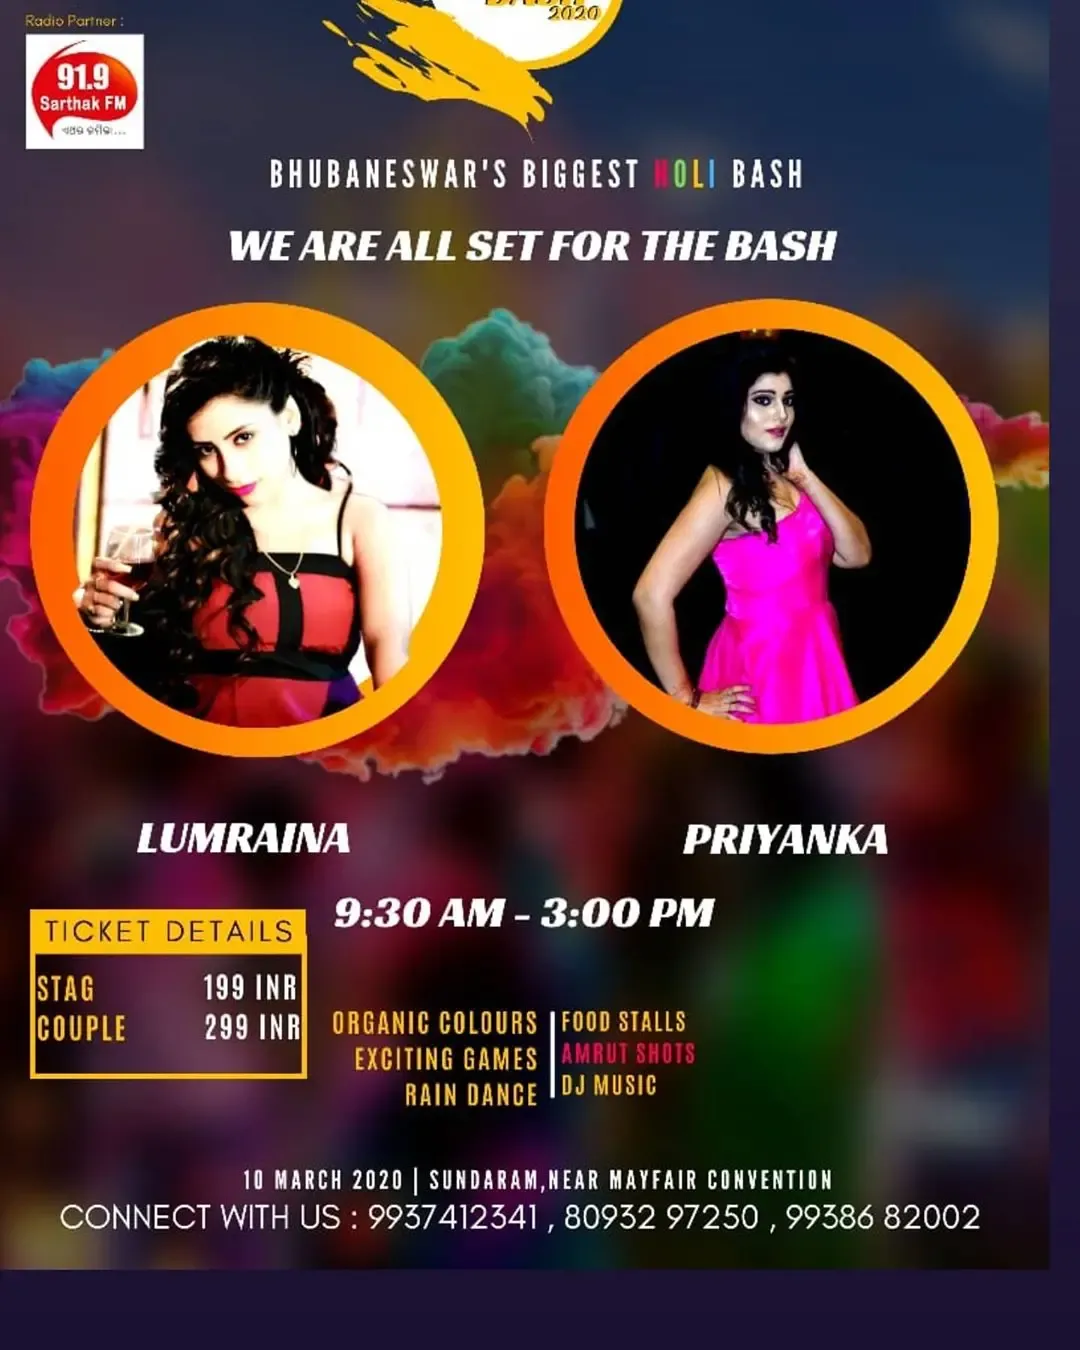 Radio Partner :
2020
91.9
Sarthak FM
BHUBANESWAR'S BIGGEST HOLI BASH
WE ARE ALL SET FOR THE BASH
LUMRAINA
PRIYANKA
9:30 AM - 3:00 PM
TICKET DETAILS
STAG 199 INR
COUPLE 299 INR
ORGANIC COLOURS
EXCITING GAMES
RAIN DANCE
FOOD STALLS
AMRUT SHOTS
DJ MUSIC
10 MARCH 2020 | SUNDARAM,NEAR MAYFAIR CONVENTION
CONNECT WITH US : 9937412341 , 80932 97250 , 99386 82002